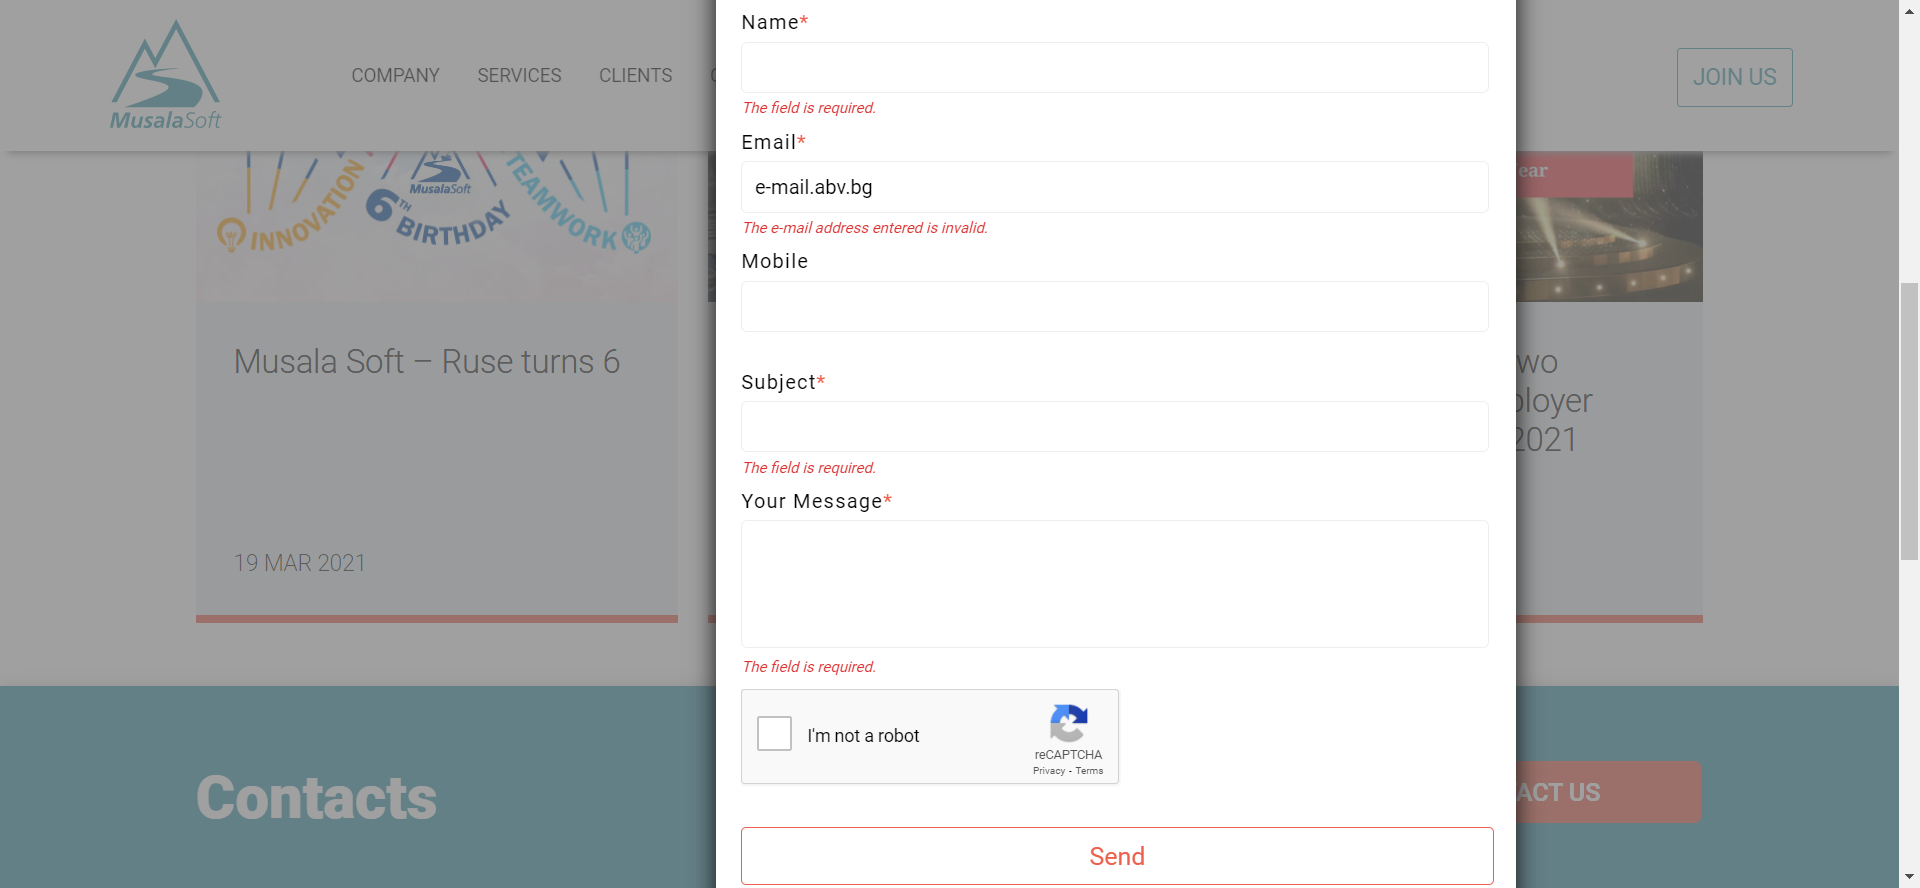 MusalaSoft
COMPANY
SERVICES
CLIENTS
JOIN US
INNOVATION
MusalaSoft
6TH BIRTHDAY
TEAMWORK
Musala Soft – Ruse turns 6
19 MAR 2021
Name*
The field is required.
Email*
e-mail.abv.bg
The e-mail address entered is invalid.
Mobile
Subject*
The field is required.
Your Message*
The field is required.
I'm not a robot
reCAPTCHA
Privacy - Terms
Send
ear
wo
ployer
2021
Contacts
ACT US